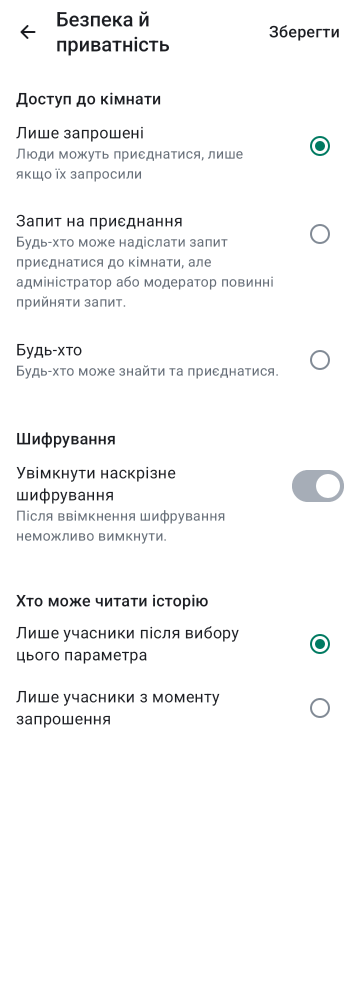 Безпека й
приватність
Зберегти
Доступ до кімнати
Лише запрошені
Люди можуть приєднатися, лише
якщо їх запросили
Запит на приєднання
Будь-хто може надіслати запит
приєднатися до кімнати, але
адміністратор або модератор повинні
прийняти запит.
Будь-хто
Будь-хто може знайти та приєднатися.
Шифрування
Увімкнути наскрізне
шифрування
Після ввімкнення шифрування
неможливо вимкнути.
Хто може читати історію
Лише учасники після вибору
цього параметра
Лише учасники з моменту
запрошення